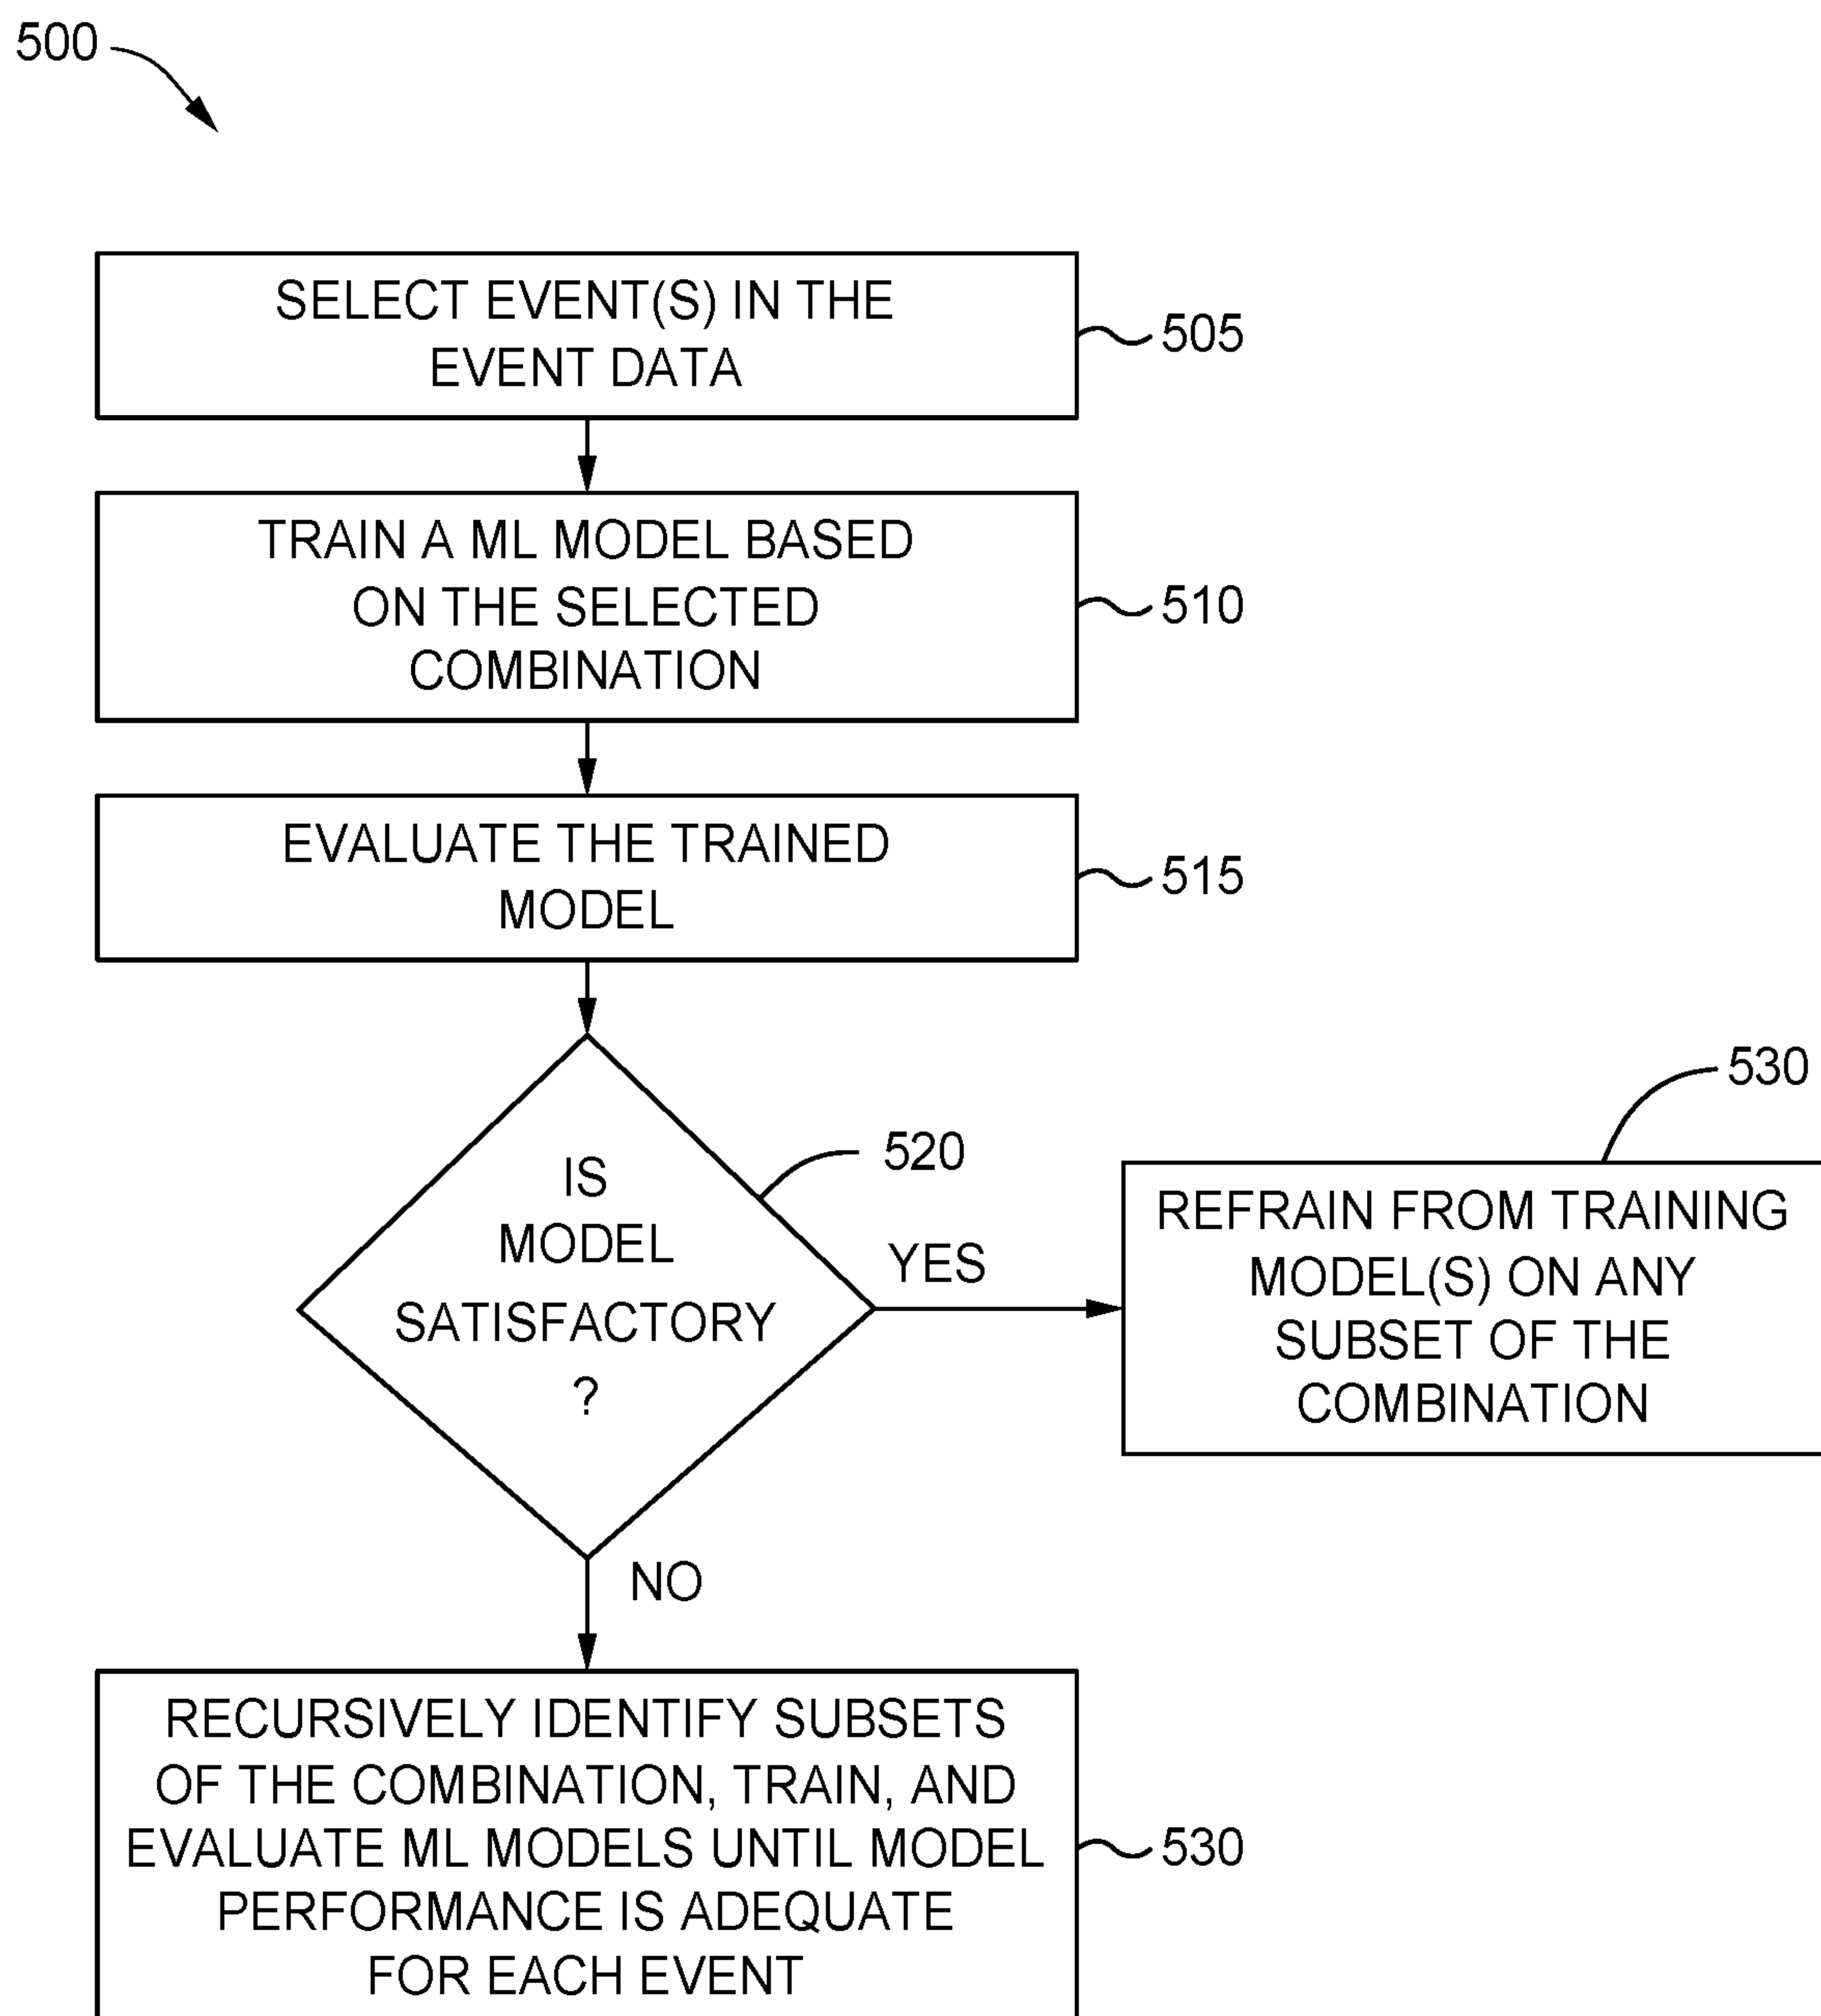 500
SELECT EVENT(S) IN THE
EVENT DATA
505
TRAIN A ML MODEL BASED
ON THE SELECTED
COMBINATION
510
EVALUATE THE TRAINED
MODEL
515
IS
MODEL
SATISFACTORY
?
520
YES
530
REFRAIN FROM TRAINING
MODEL(S) ON ANY
SUBSET OF THE
COMBINATION
NO
RECURSIVELY IDENTIFY SUBSETS
OF THE COMBINATION, TRAIN, AND
EVALUATE ML MODELS UNTIL MODEL
PERFORMANCE IS ADEQUATE
FOR EACH EVENT
530